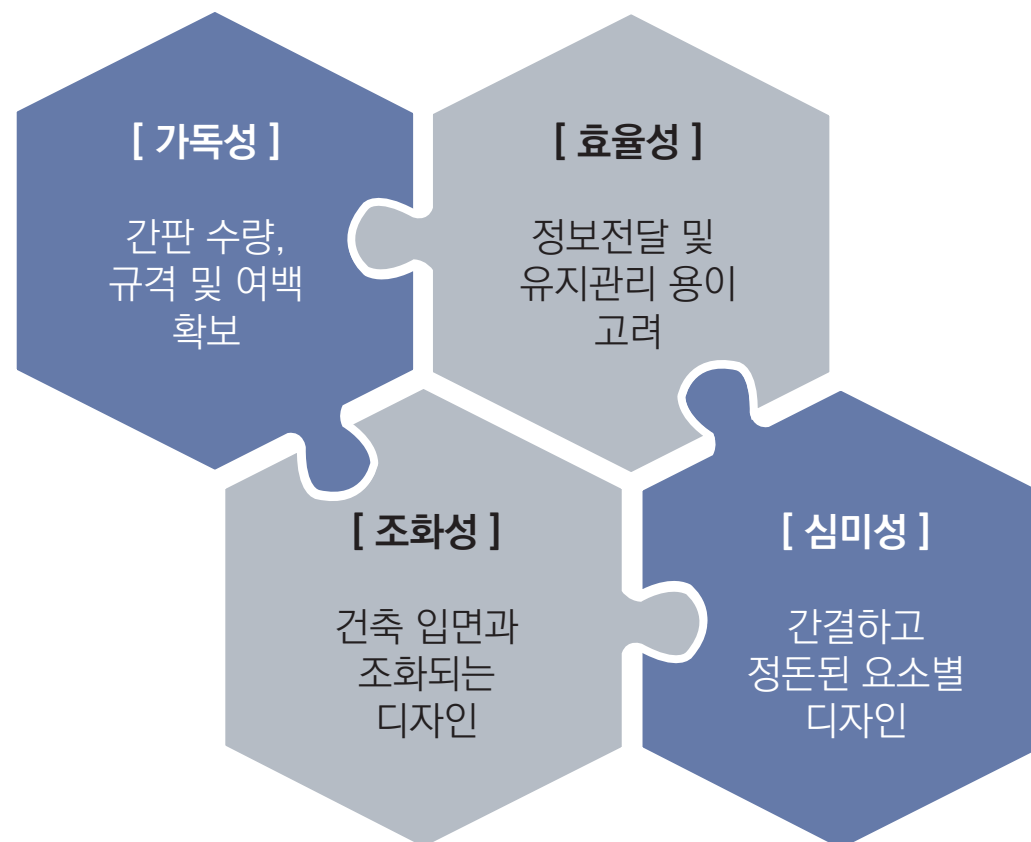 [ 가독성 ]
간판 수량,
규격 및 여백
확보
[ 효율성 ]
정보전달 및
유지관리 용이
고려
[ 조화성 ]
건축 입면과
조화되는
디자인
[ 심미성 ]
간결하고
정돈된 요소별
디자인